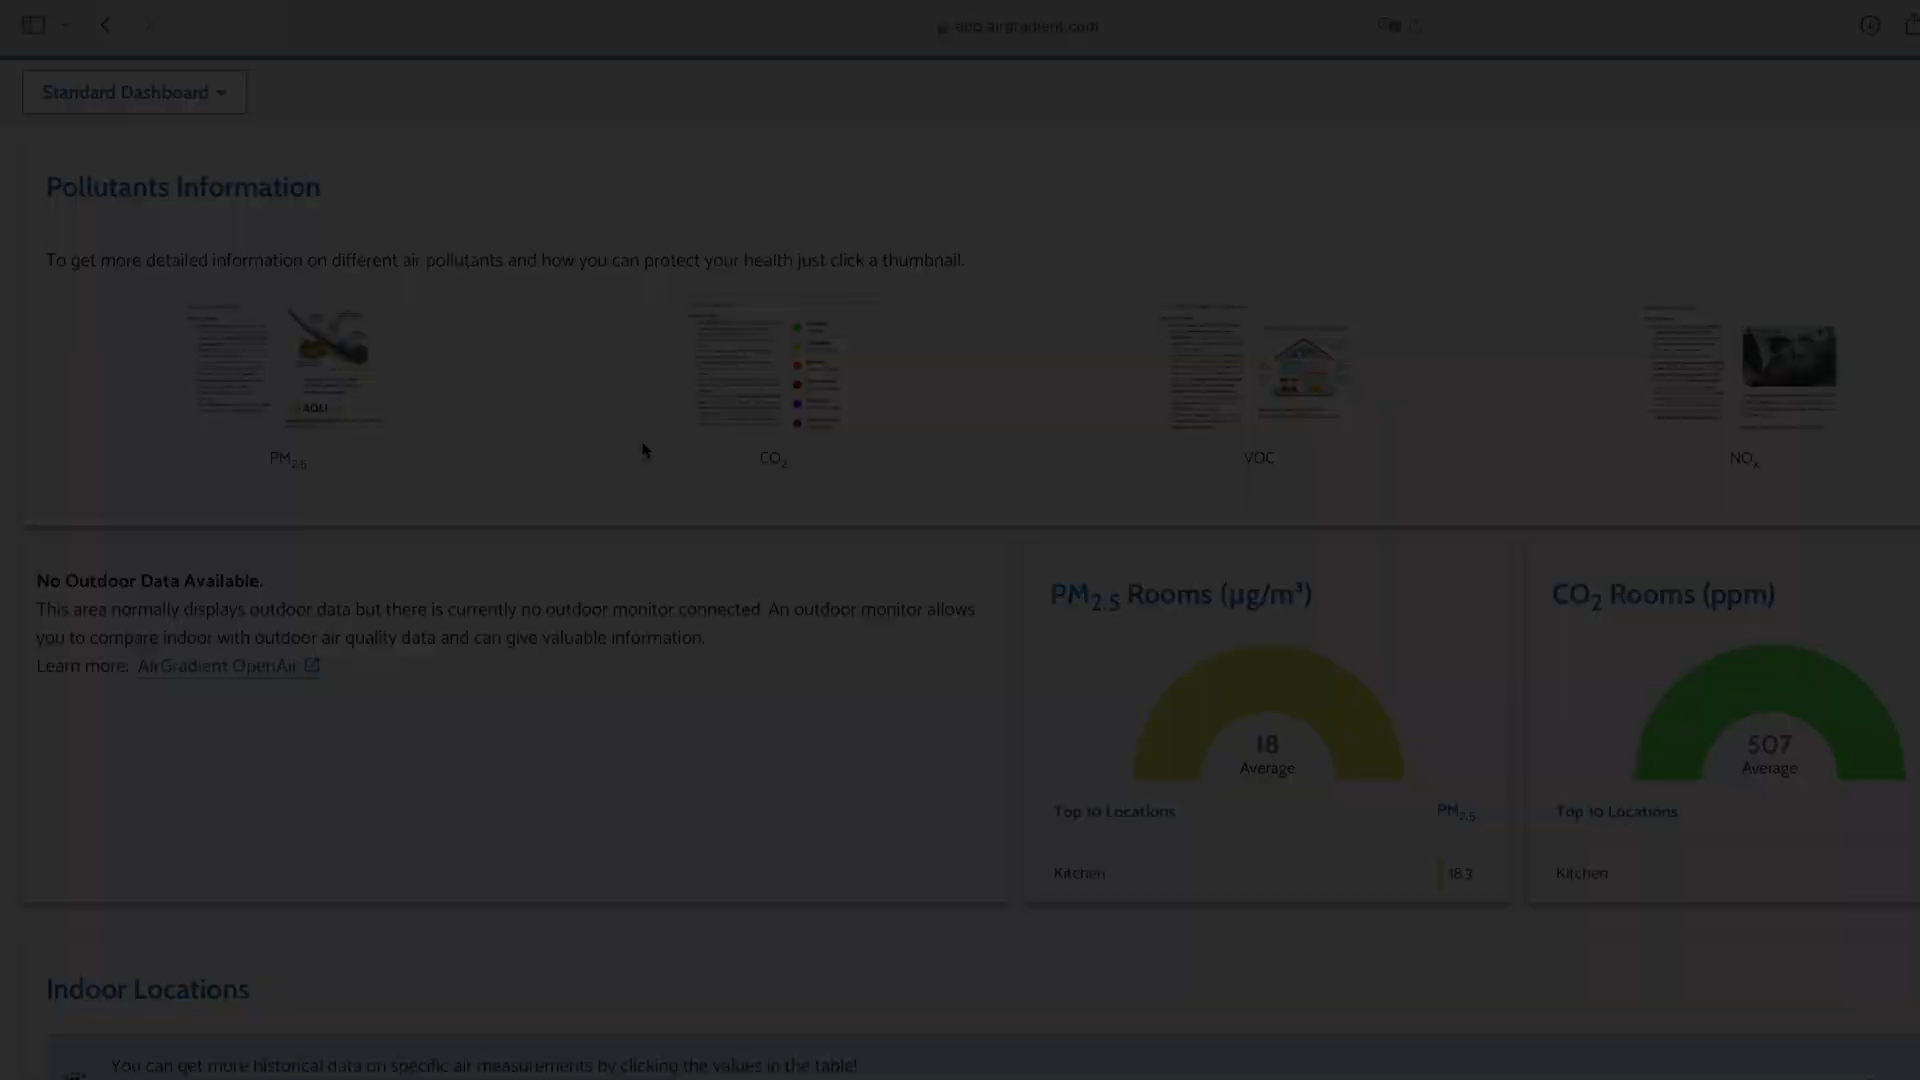 app.airgradient.com
Standard Dashboard
Pollutants Information
To get more detailed information on different air pollutants and how you can protect your health just click a thumbnail.
AQLI
PM2.5
CO2
VOC
NOx
No Outdoor Data Available.
This area normally displays outdoor data but there is currently no outdoor monitor connected. An outdoor monitor allows
you to compare indoor with outdoor air quality data and can give valuable information.
Learn more: AirGradient OpenAir
PM2.5 Rooms (µg/m³)
18
Average
Top 10 Locations PM2.5
Kitchen 18.3
CO2 Rooms (ppm)
507
Average
Top 10 Locations
Kitchen
Indoor Locations
You can get more historical data on specific air measurements by clicking the values in the table!